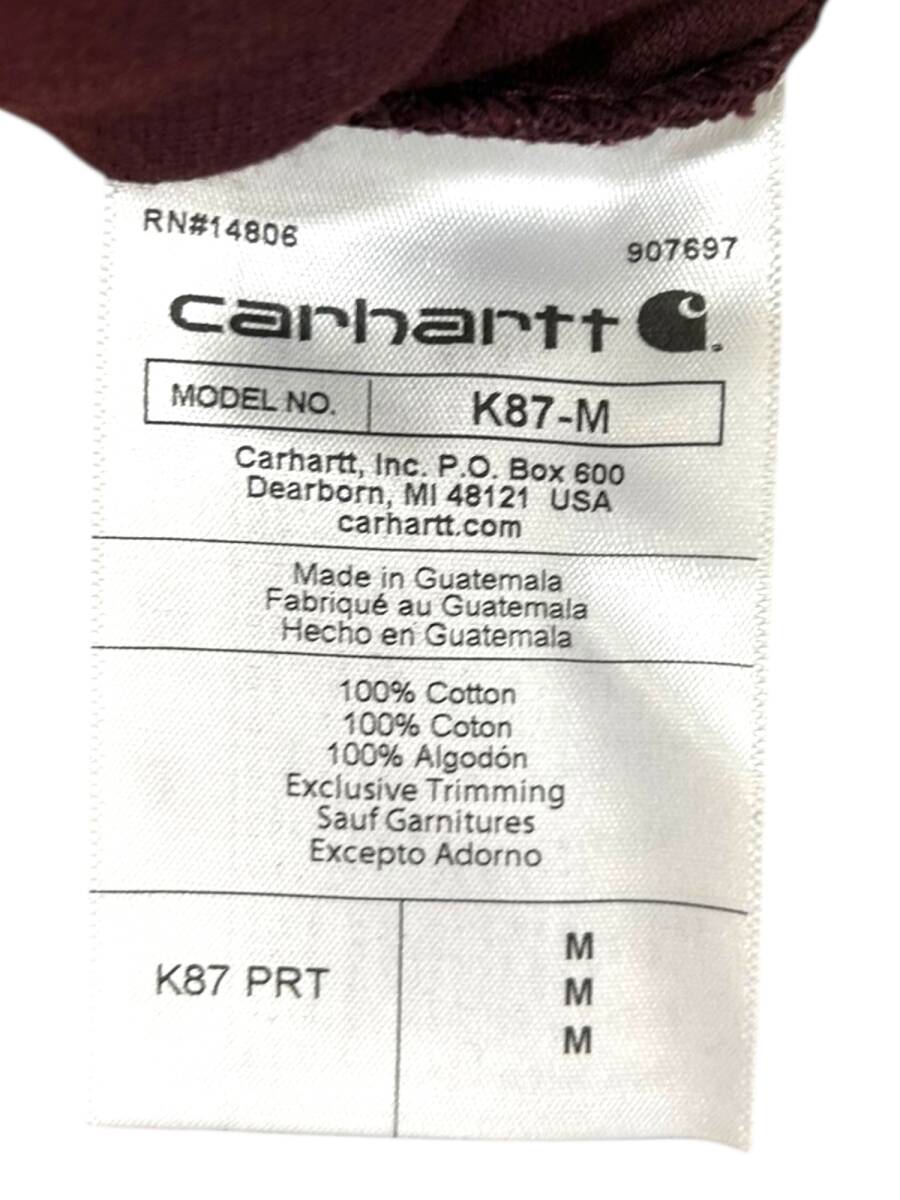 RN#14806
907697
carhartt
MODEL NO. K87-M
Carhartt, Inc. P.O. Box 600
Dearborn, MI 48121 USA
carhartt.com
Made in Guatemala
Fabriqué au Guatemala
Hecho en Guatemala
100% Cotton
100% Coton
100% Algodón
Exclusive Trimming
Sauf Garnitures
Excepto Adorno
K87 PRT
M
M
M